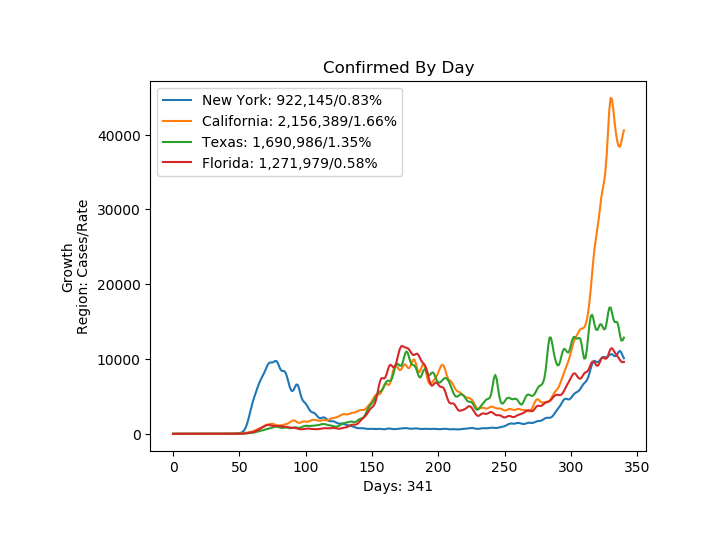 Confirmed By Day
New York: 922,145/0.83%
California: 2,156,389/1.66%
Texas: 1,690,986/1.35%
Florida: 1,271,979/0.58%
Growth
Region: Cases/Rate
40000
30000
20000
10000
0
0 50 100 150 200 250 300 350
Days: 341